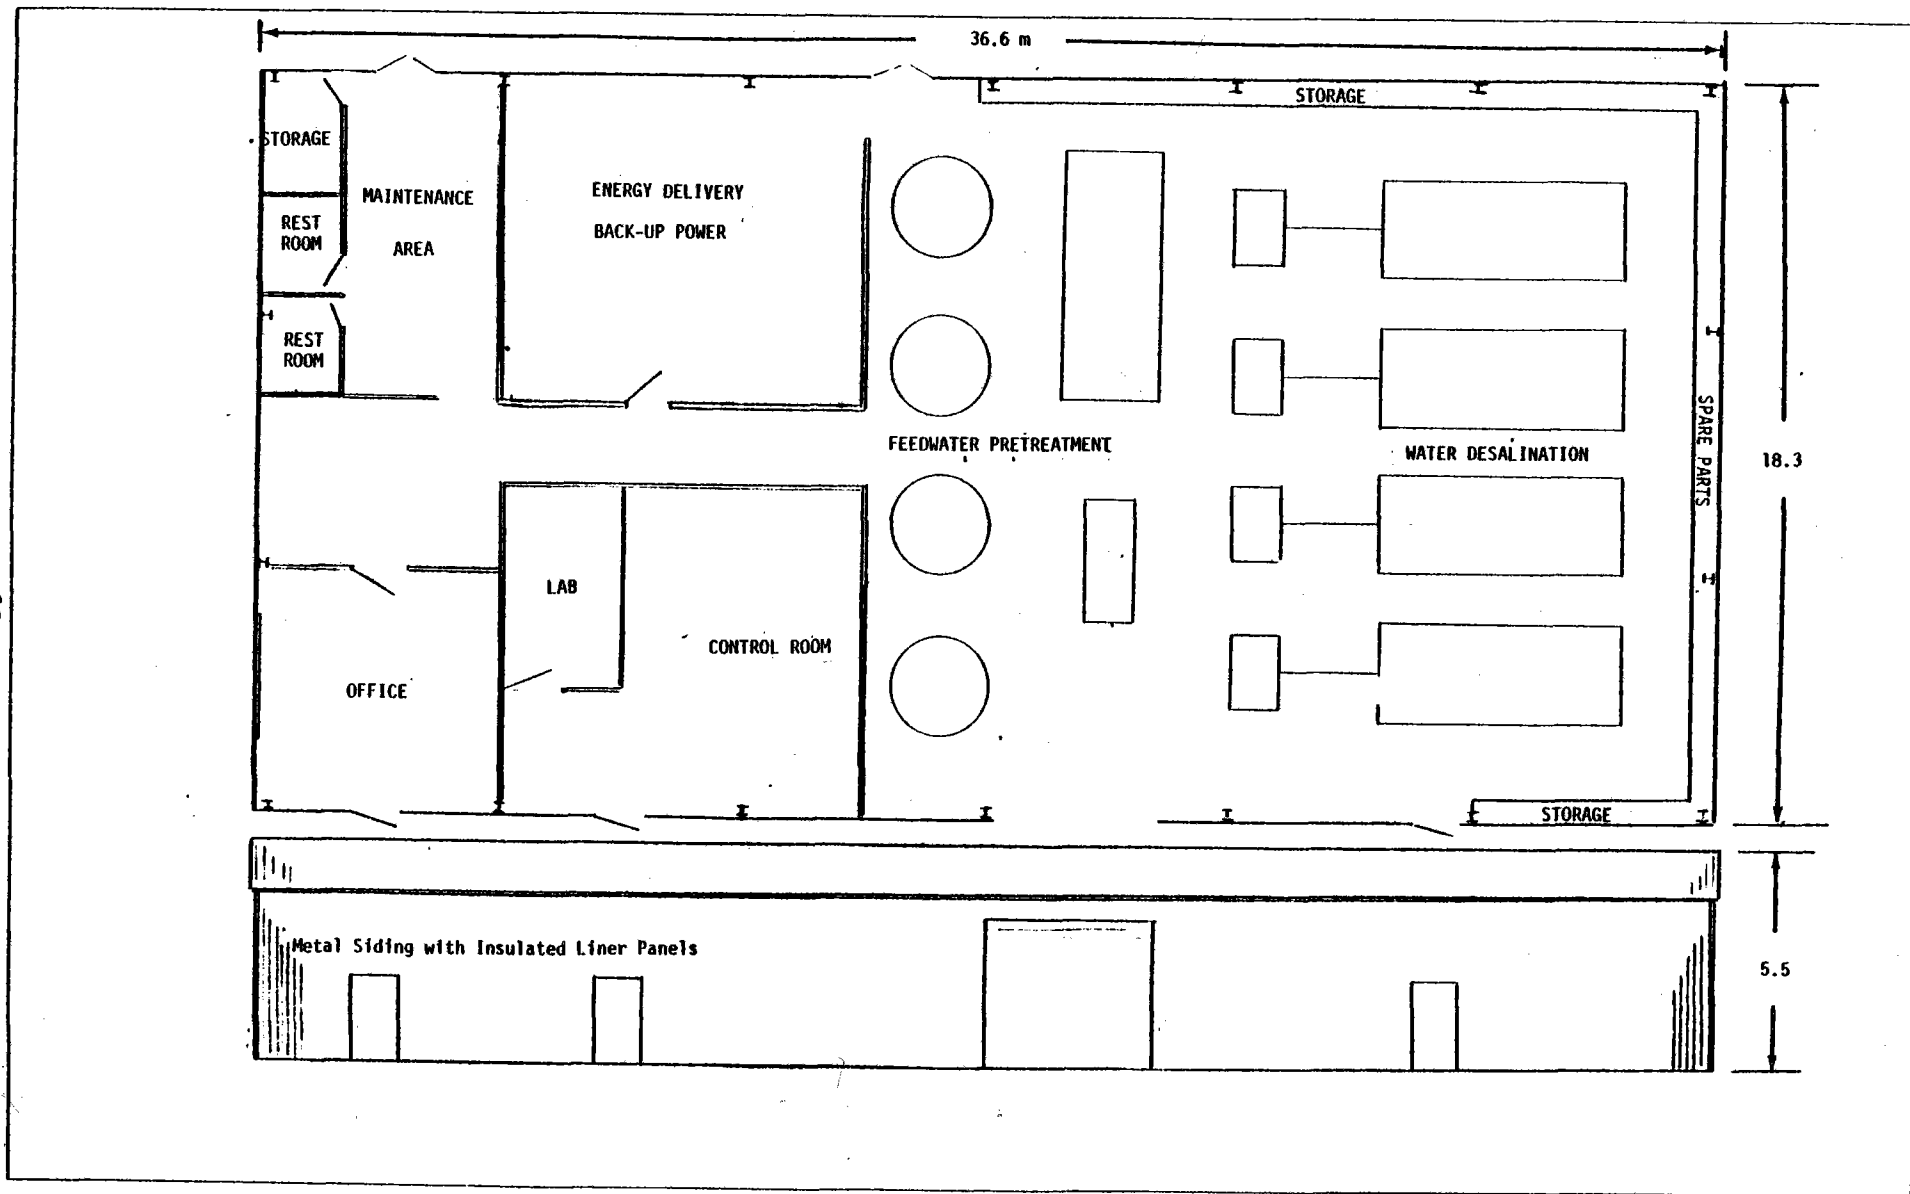 36.6 m
STORAGE
STORAGE
MAINTENANCE
AREA
ENERGY DELIVERY
BACK-UP POWER
REST
ROOM
REST
ROOM
FEEDWATER PRETREATMENT
WATER DESALINATION
SPARE PARTS
18.3
LAB
CONTROL ROOM
OFFICE
STORAGE
Metal Siding with Insulated Liner Panels
5.5